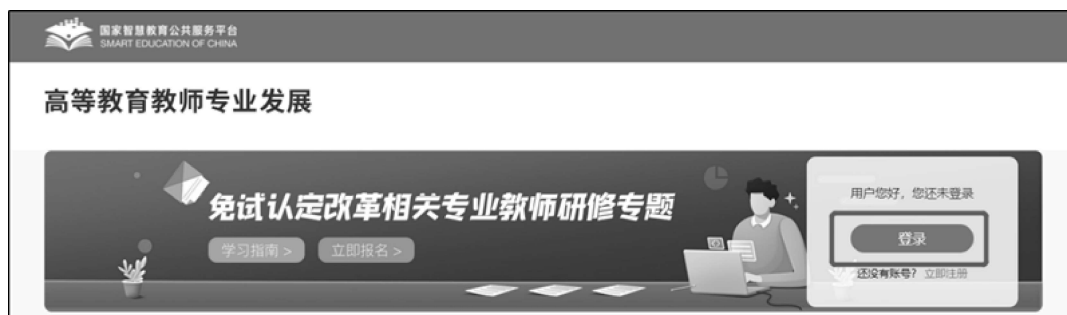 国家智慧教育公共服务平台
SMART EDUCATION OF CHINA
高等教育教师专业发展
免试认定改革相关专业教师研修专题
学习指南 >
立即报名 >
用户您好，您还未登录
登录
还没有账号？ 立即注册